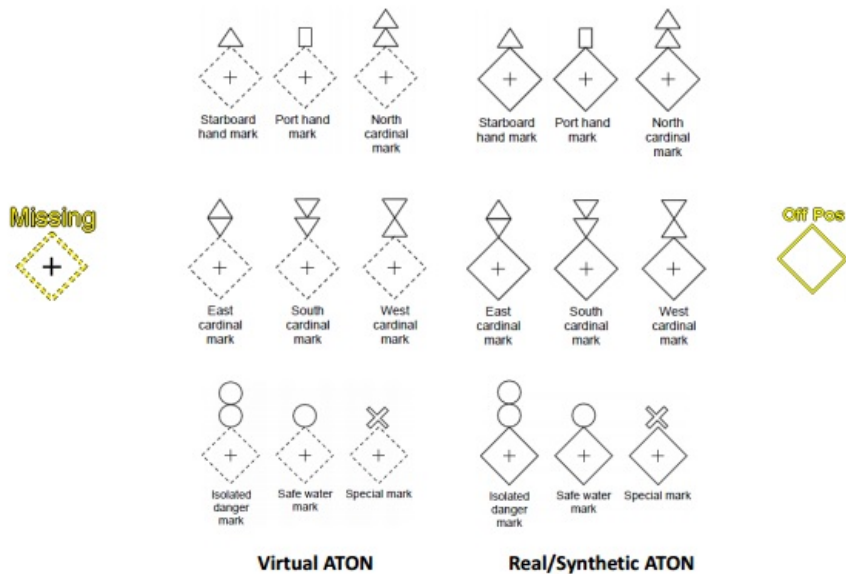 Starboard Port hand North Starboard Port hand North
hand mark mark cardinal hand mark mark cardinal
mark mark
Missing
Off Pos
East South West East South West
cardinal cardinal cardinal cardinal cardinal cardinal
mark mark mark mark mark mark
Isolated Safe water Special mark Isolated Safe water Special mark
danger mark danger mark
mark mark
Virtual ATON Real/Synthetic ATON